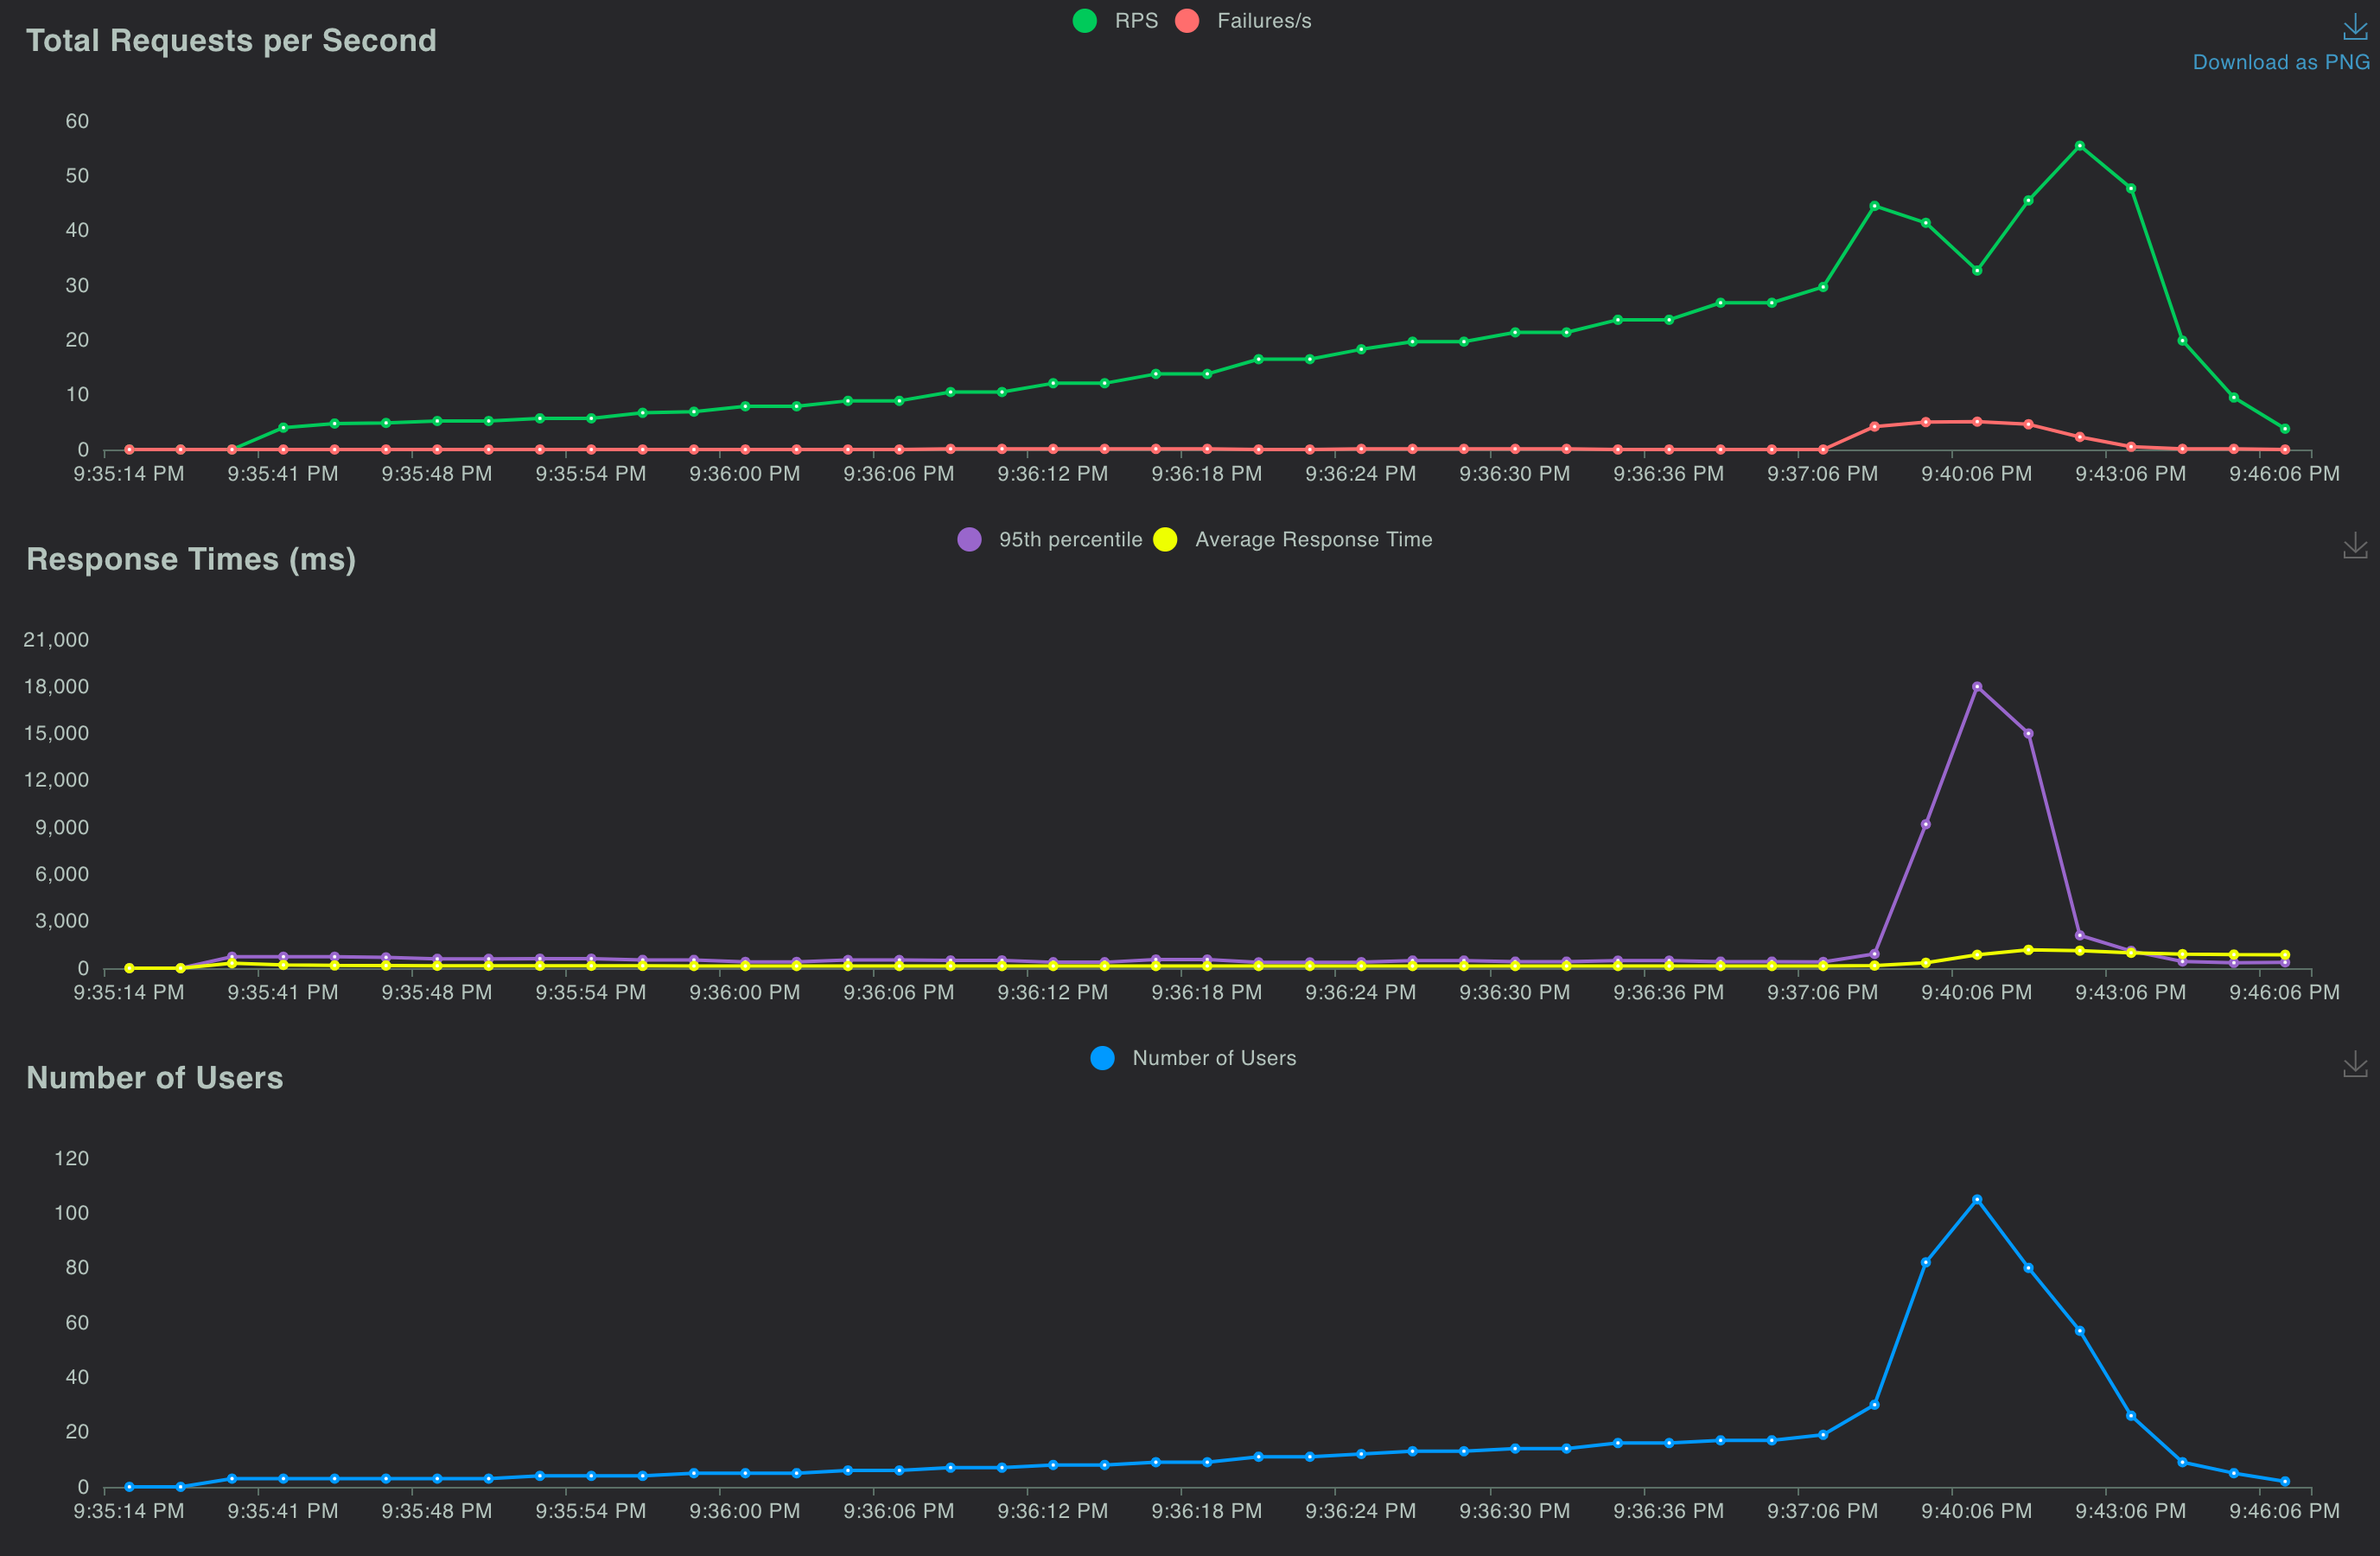 Total Requests per Second
RPS Failures/s
Download as PNG
60
50
40
30
20
10
0
9:35:14 PM 9:35:41 PM 9:35:48 PM 9:35:54 PM 9:36:00 PM 9:36:06 PM 9:36:12 PM 9:36:18 PM 9:36:24 PM 9:36:30 PM 9:36:36 PM 9:37:06 PM 9:40:06 PM 9:43:06 PM 9:46:06 PM
Response Times (ms)
95th percentile Average Response Time
21,000
18,000
15,000
12,000
9,000
6,000
3,000
0
9:35:14 PM 9:35:41 PM 9:35:48 PM 9:35:54 PM 9:36:00 PM 9:36:06 PM 9:36:12 PM 9:36:18 PM 9:36:24 PM 9:36:30 PM 9:36:36 PM 9:37:06 PM 9:40:06 PM 9:43:06 PM 9:46:06 PM
Number of Users
Number of Users
120
100
80
60
40
20
0
9:35:14 PM 9:35:41 PM 9:35:48 PM 9:35:54 PM 9:36:00 PM 9:36:06 PM 9:36:12 PM 9:36:18 PM 9:36:24 PM 9:36:30 PM 9:36:36 PM 9:37:06 PM 9:40:06 PM 9:43:06 PM 9:46:06 PM